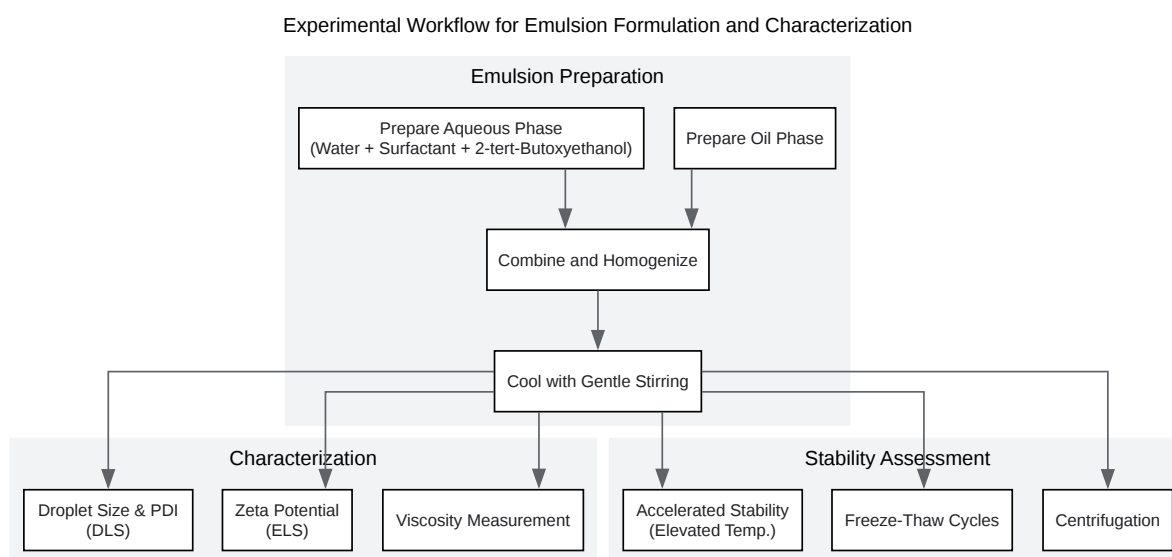 Experimental Workflow for Emulsion Formulation and Characterization
Emulsion Preparation
Prepare Aqueous Phase
(Water + Surfactant + 2-tert-Butoxyethanol)
Prepare Oil Phase
Combine and Homogenize
Cool with Gentle Stirring
Characterization
Stability Assessment
Droplet Size & PDI
(DLS)
Zeta Potential
(ELS)
Viscosity Measurement
Accelerated Stability
(Elevated Temp.)
Freeze-Thaw Cycles
Centrifugation